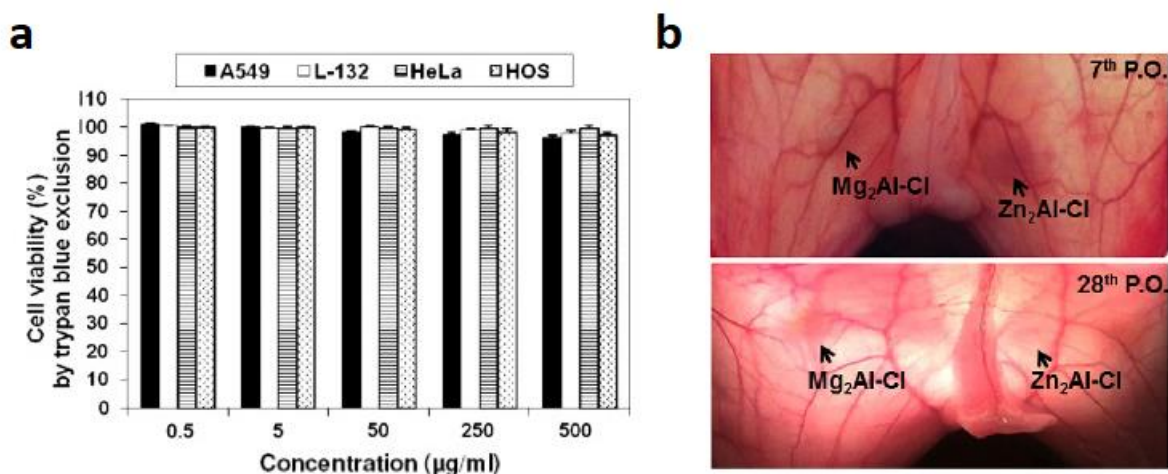 a
A549 L-132 HeLa HOS
Cell viability (%)
by trypan blue exclusion
110
100
90
80
70
60
50
40
30
20
10
0
0.5 5 50 250 500
Concentration (µg/ml)
b
7th P.O.
Mg2Al-Cl
Zn2Al-Cl
28th P.O.
Mg2Al-Cl
Zn2Al-Cl